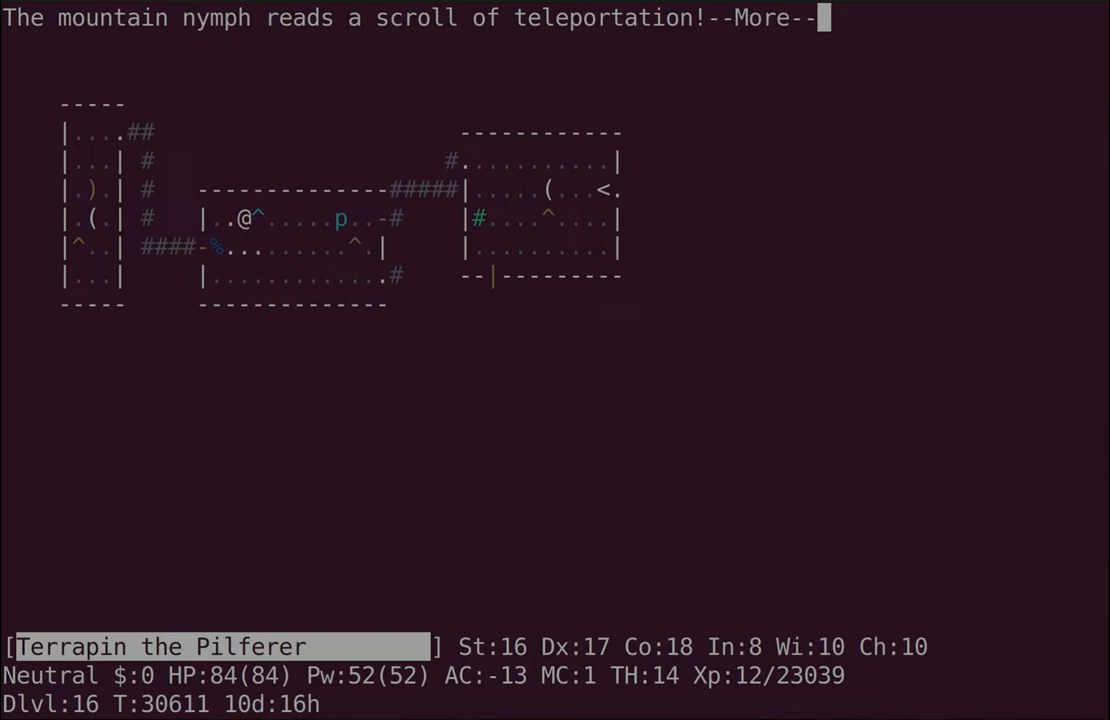 The mountain nymph reads a scroll of teleportation!--More--
-----
|....##                                ------------
|...| #                               #...........|
|.).| #   --------------#####|.....(...<.
|.(.| #   |..@^.....p..-#    |#....^....|
|^..| ####-%.........^.|     |..........|
|...|     |.............#    --|---------
-----     --------------
[Terrapin the Pilferer         ] St:16 Dx:17 Co:18 In:8 Wi:10 Ch:10
Neutral $:0 HP:84(84) Pw:52(52) AC:-13 MC:1 TH:14 Xp:12/23039
Dlvl:16 T:30611 10d:16h